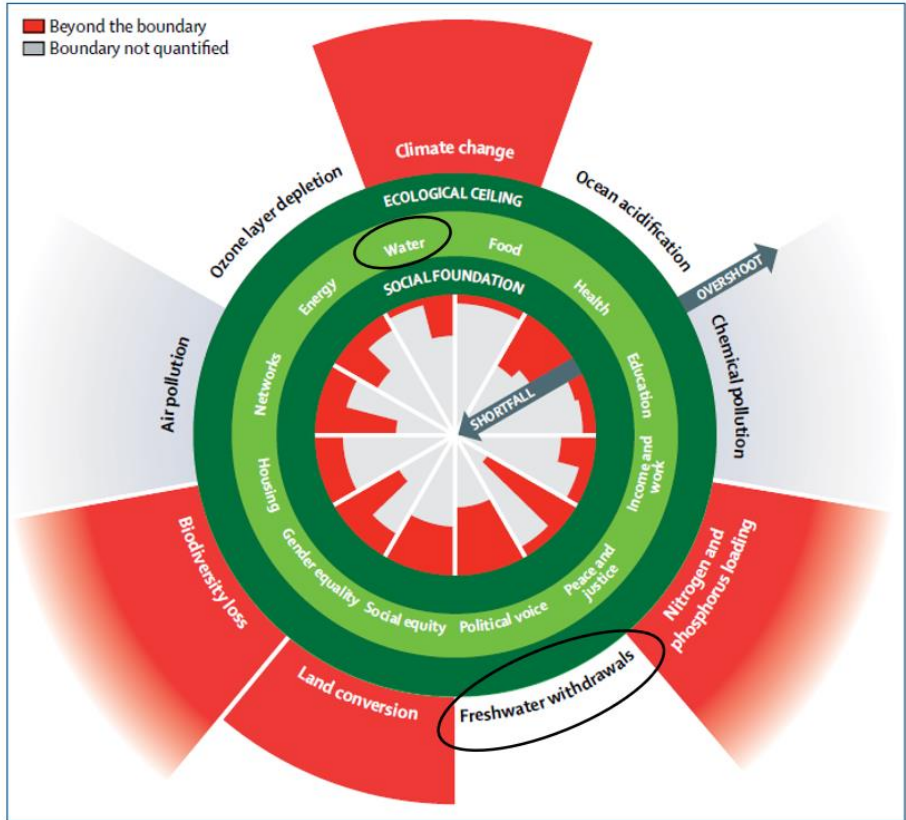 Beyond the boundary
Boundary not quantified
Climate change
Ozone layer depletion
Ocean acidification
ECOLOGICAL CEILING
Water
Food
Energy
SOCIAL FOUNDATION
Health
OVERSHOOT
Air pollution
Networks
SHORTFALL
Education
Chemical pollution
Housing
Income and
work
Biodiversity loss
Gender equality
Social equity
Political voice
Peace and
justice
Nitrogen and
phosphorus loading
Land conversion
Freshwater withdrawals